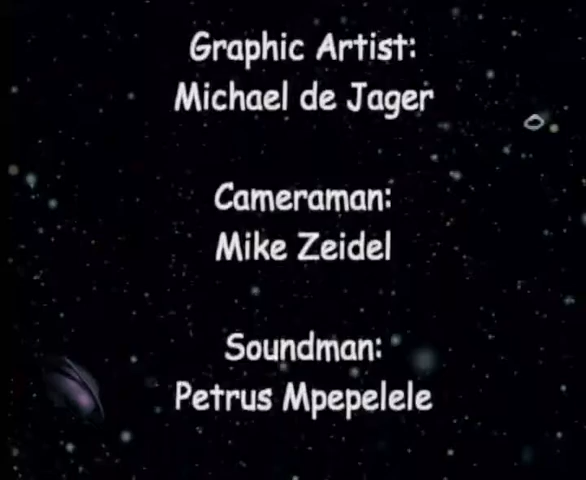 Graphic Artist:
Michael de Jager
Cameraman:
Mike Zeidel
Soundman:
Petrus Mpepelele